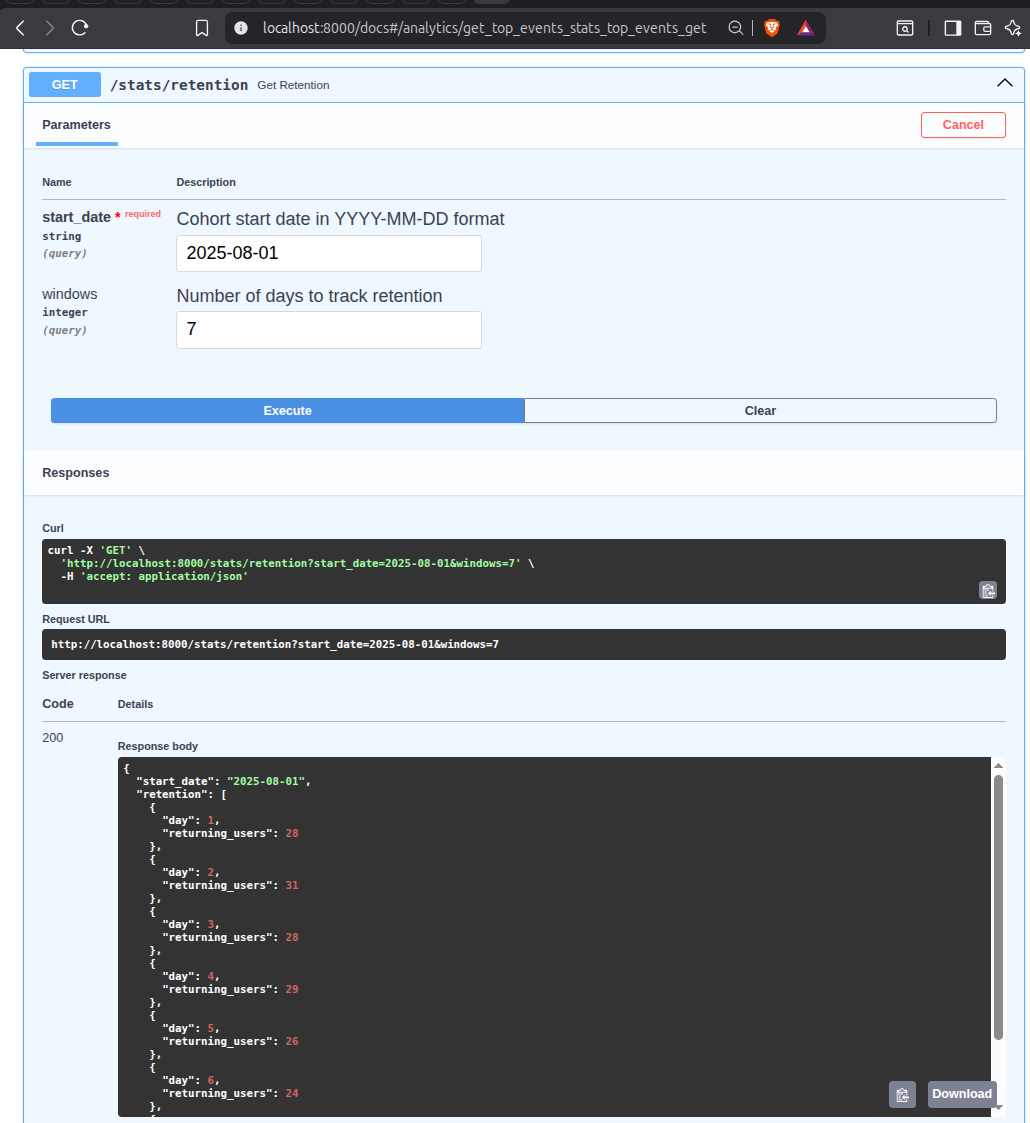 localhost:8000/docs#/analytics/get_top_events_stats_top_events_get
GET /stats/retention Get Retention
Parameters
Cancel
Name Description
start_date * required
string
(query)
Cohort start date in YYYY-MM-DD format
2025-08-01
windows
integer
(query)
Number of days to track retention
7
Execute
Clear
Responses
Curl
curl -X 'GET' \
'http://localhost:8000/stats/retention?start_date=2025-08-01&windows=7' \
-H 'accept: application/json'
Request URL
http://localhost:8000/stats/retention?start_date=2025-08-01&windows=7
Server response
Code Details
200
Response body
{
"start_date": "2025-08-01",
"retention": [
{
"day": 1,
"returning_users": 28
},
{
"day": 2,
"returning_users": 31
},
{
"day": 3,
"returning_users": 28
},
{
"day": 4,
"returning_users": 29
},
{
"day": 5,
"returning_users": 26
},
{
"day": 6,
"returning_users": 24
},
Download